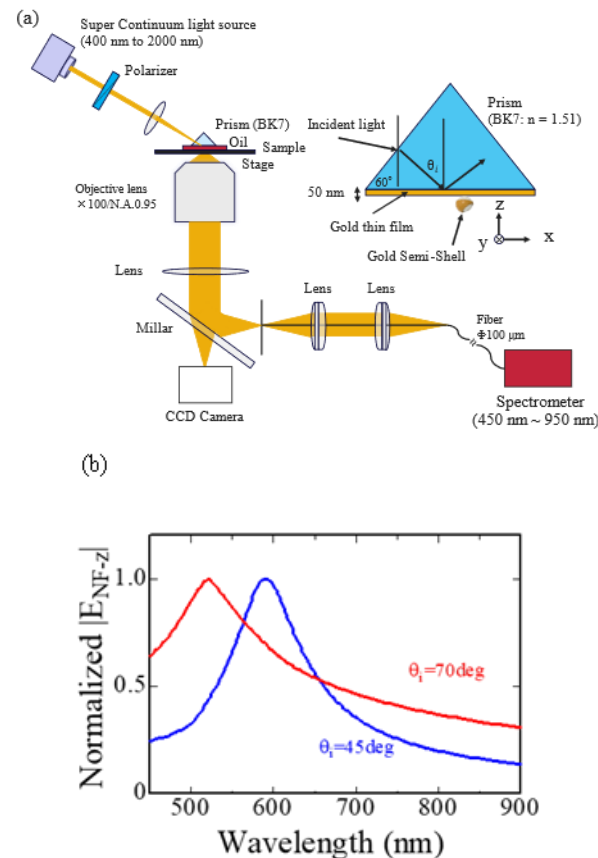 (a)
Super Continuum light source
(400 nm to 2000 nm)
Polarizer
Prism (BK7)
Oil
Sample
Stage
Objective lens
×100/N.A.0.95
Lens
Millar
CCD Camera
Lens
Lens
Fiber
Φ100 μm
Spectrometer
(450 nm ~ 950 nm)
Incident light
Prism
(BK7: n = 1.51)
θi
60°
50 nm
Gold thin film
Gold Semi-Shell
z
y
x
(b)
Normalized |ENF-Z|
1.0
0.5
0
θi=70deg
θi=45deg
500 600 700 800 900
Wavelength (nm)